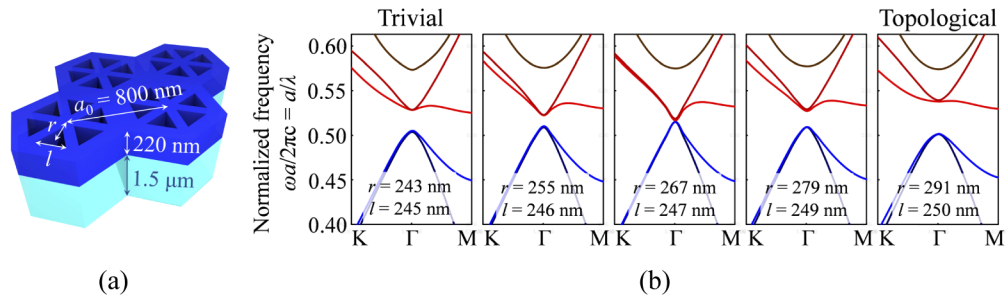 Trivial
Topological
a₀ = 800 nm
r
l
220 nm
1.5 μm
Normalized frequency
ωa/2πc = a/λ
0.60
0.55
0.50
0.45
0.40
r = 243 nm
l = 245 nm
r = 255 nm
l = 246 nm
r = 267 nm
l = 247 nm
r = 279 nm
l = 249 nm
r = 291 nm
l = 250 nm
K Γ M K Γ M K Γ M K Γ M K Γ M
(a)
(b)